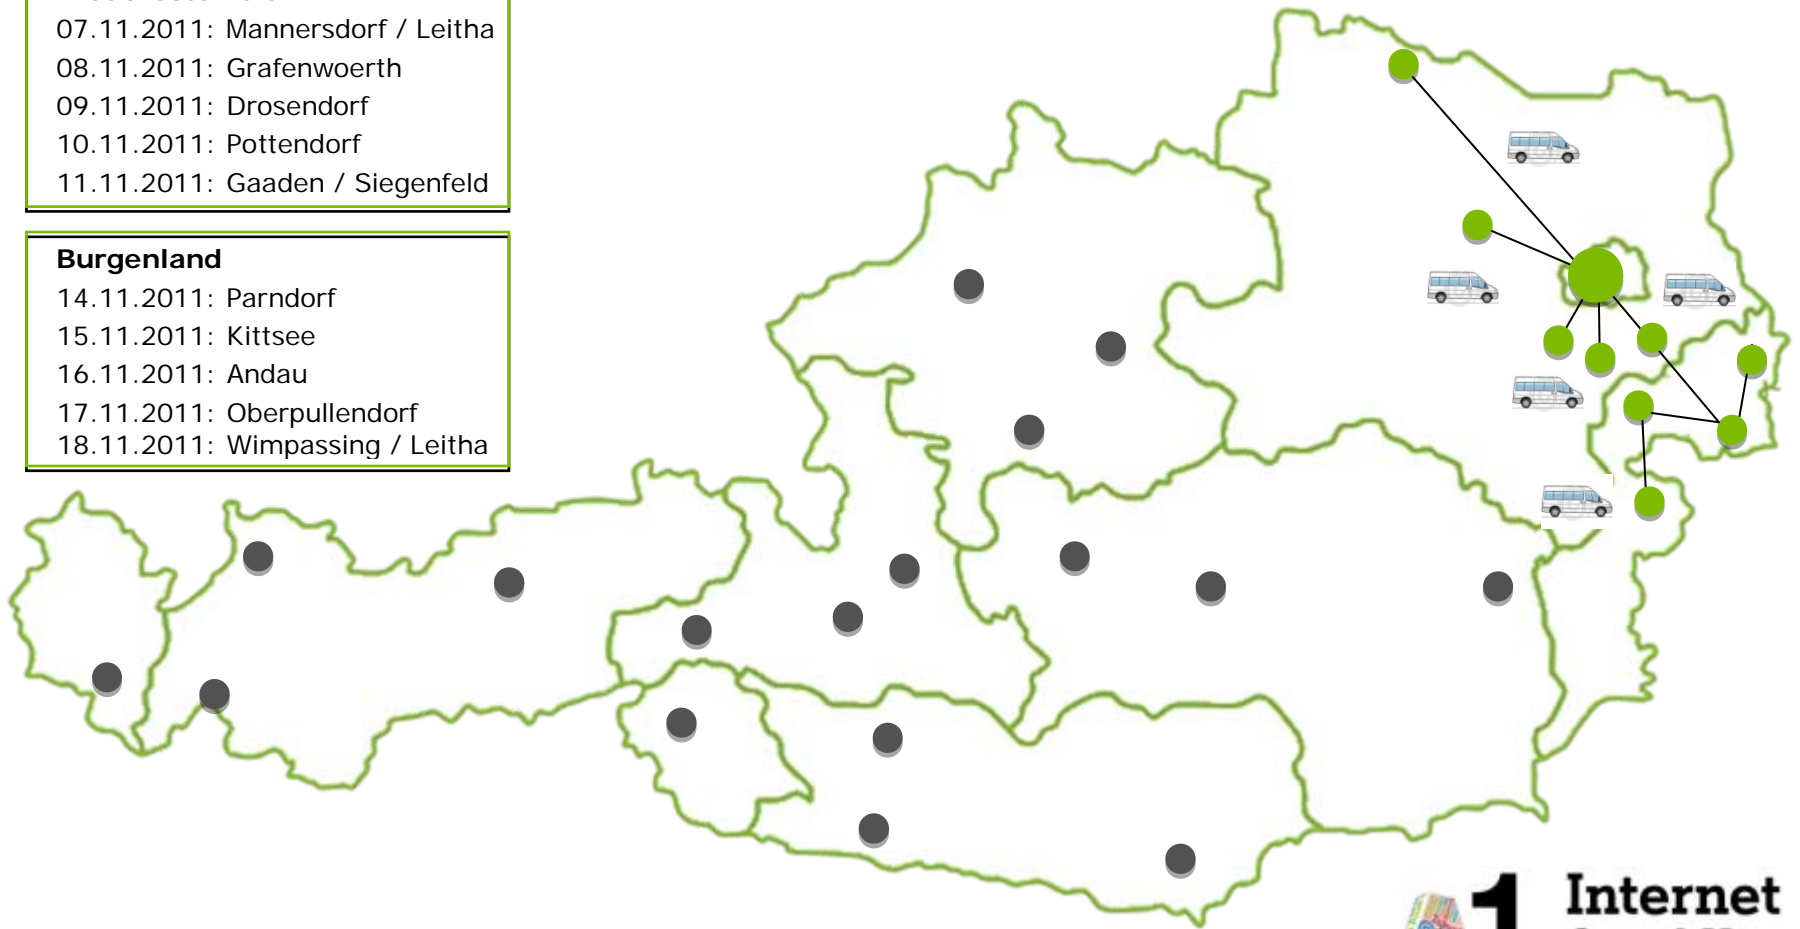 07.11.2011: Mannersdorf / Leitha
08.11.2011: Grafenwoerth
09.11.2011: Drosendorf
10.11.2011: Pottendorf
11.11.2011: Gaaden / Siegenfeld
Burgenland
14.11.2011: Parndorf
15.11.2011: Kittsee
16.11.2011: Andau
17.11.2011: Oberpullendorf
18.11.2011: Wimpassing / Leitha
1 Internet